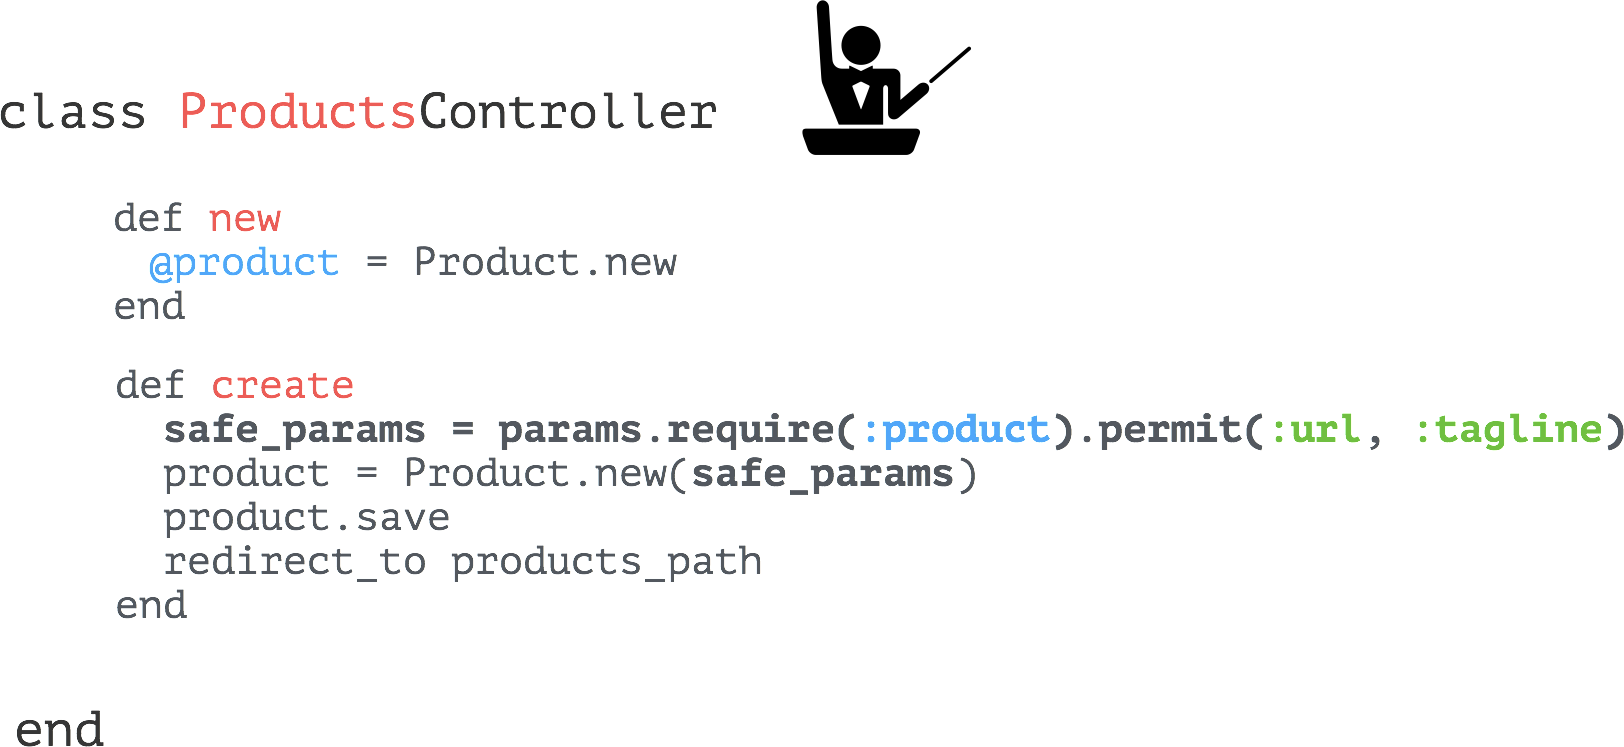 class ProductsController
def new
@product = Product.new
end
def create
safe_params = params.require(:product).permit(:url, :tagline)
product = Product.new(safe_params)
product.save
redirect_to products_path
end
end